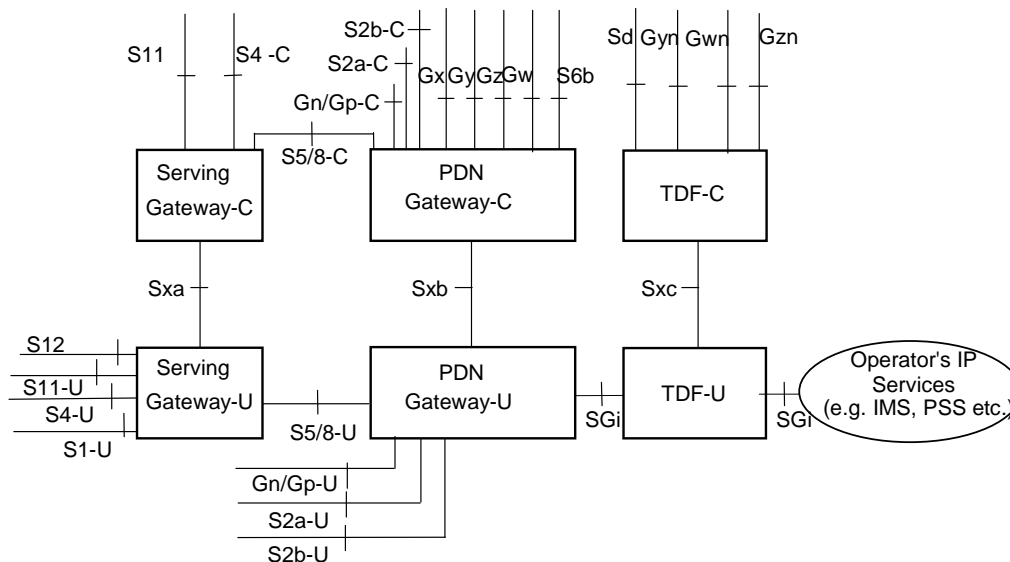 S2b-C
S2a-C
Gn/Gp-C
S11
S4 -C
Gx
Gy
Gz
Gw
S6b
Sd
Gyn
Gwn
Gzn
S5/8-C
Serving
Gateway-C
PDN
Gateway-C
TDF-C
Sxa
Sxb
Sxc
S12
S11-U
S4-U
S1-U
Serving
Gateway-U
S5/8-U
PDN
Gateway-U
SGi
TDF-U
SGi
Operator's IP
Services
(e.g. IMS, PSS etc.)
Gn/Gp-U
S2a-U
S2b-U